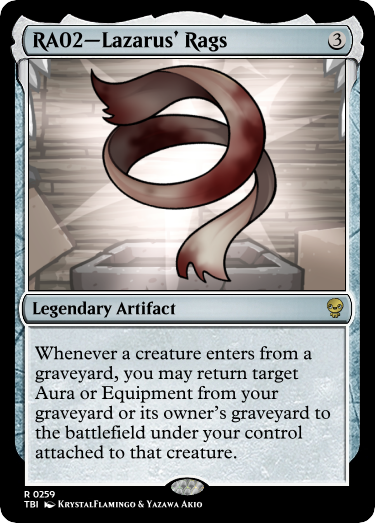 RA02—Lazarus' Rags 3
Legendary Artifact
Whenever a creature enters from a
graveyard, you may return target
Aura or Equipment from your
graveyard or its owner's graveyard to
the battlefield under your control
attached to that creature.
R 0259
TBI KrystalFlamingo & Yazawa Akio